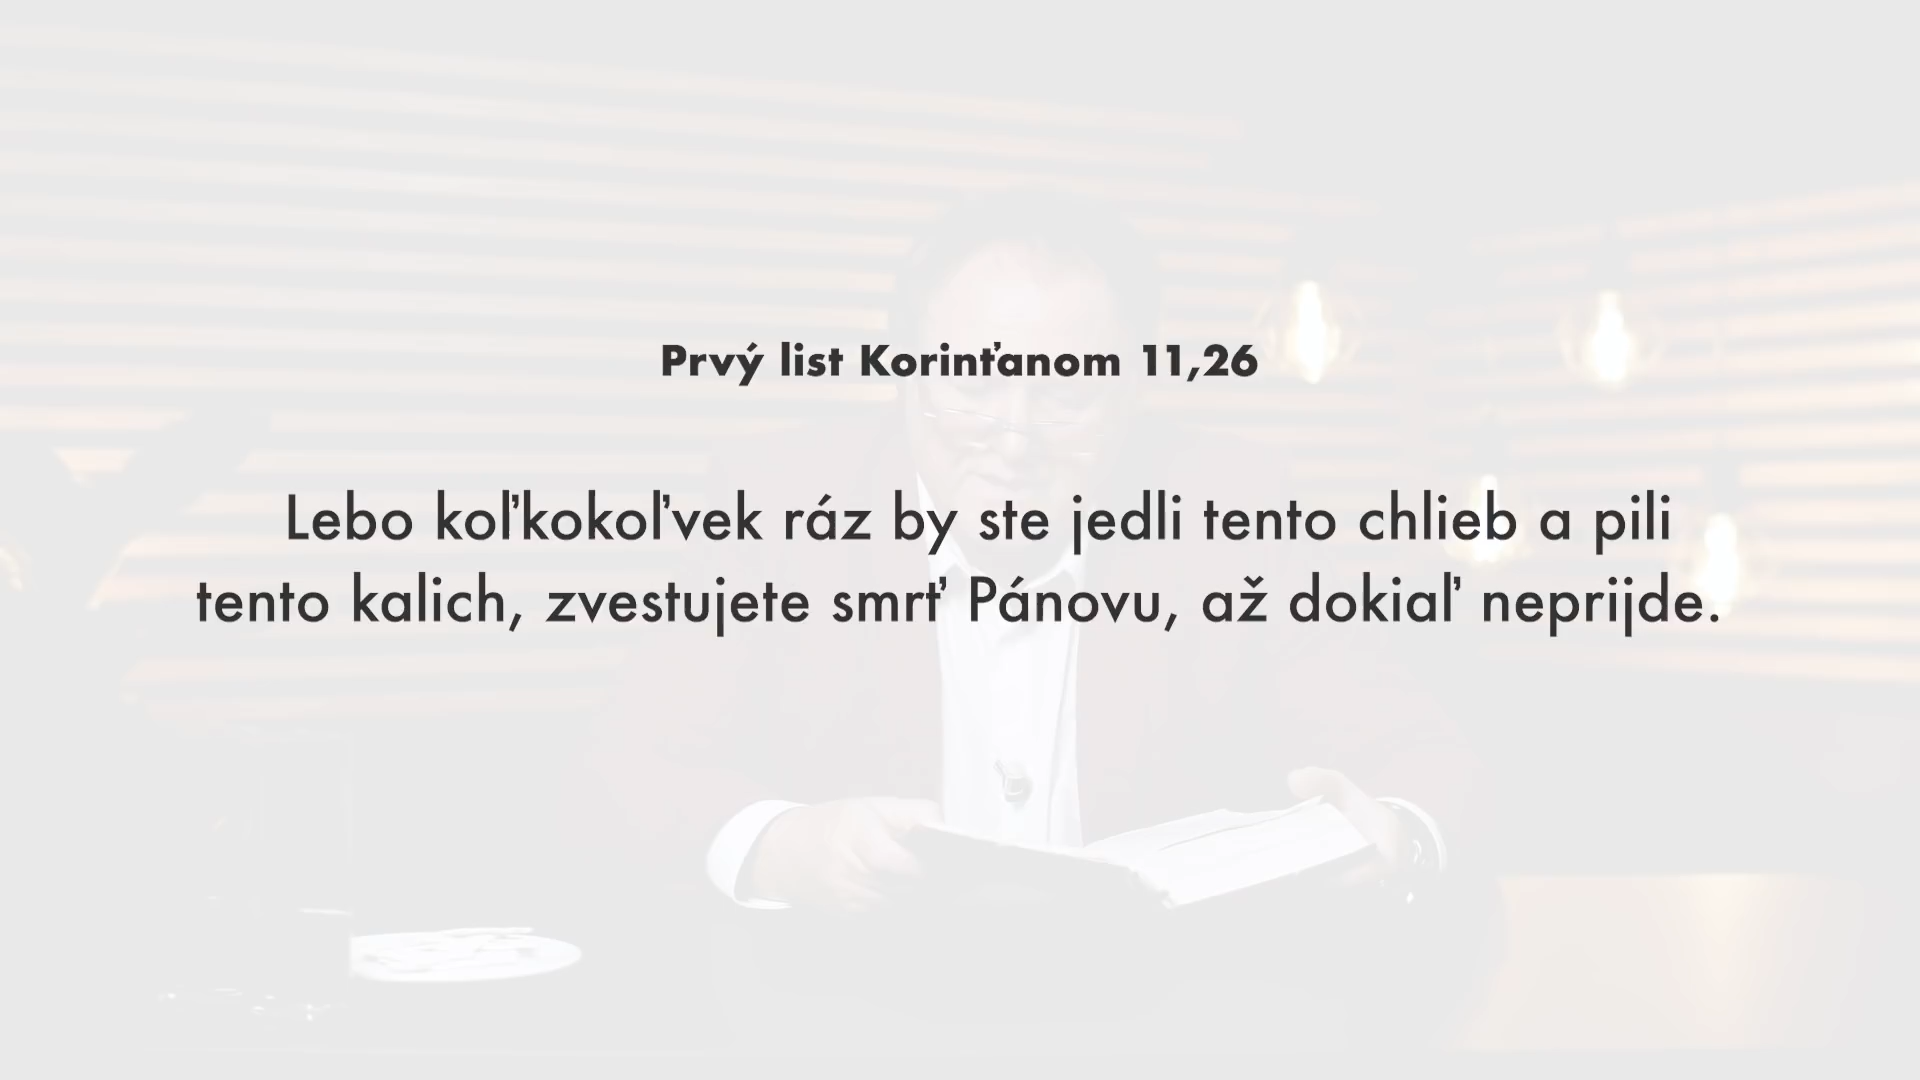 Prvý list Korinťanom 11,26
Lebo koľkokoľvek ráz by ste jedli tento chlieb a pili
tento kalich, zvestujete smrť Pánovu, až dokiaľ neprijde.